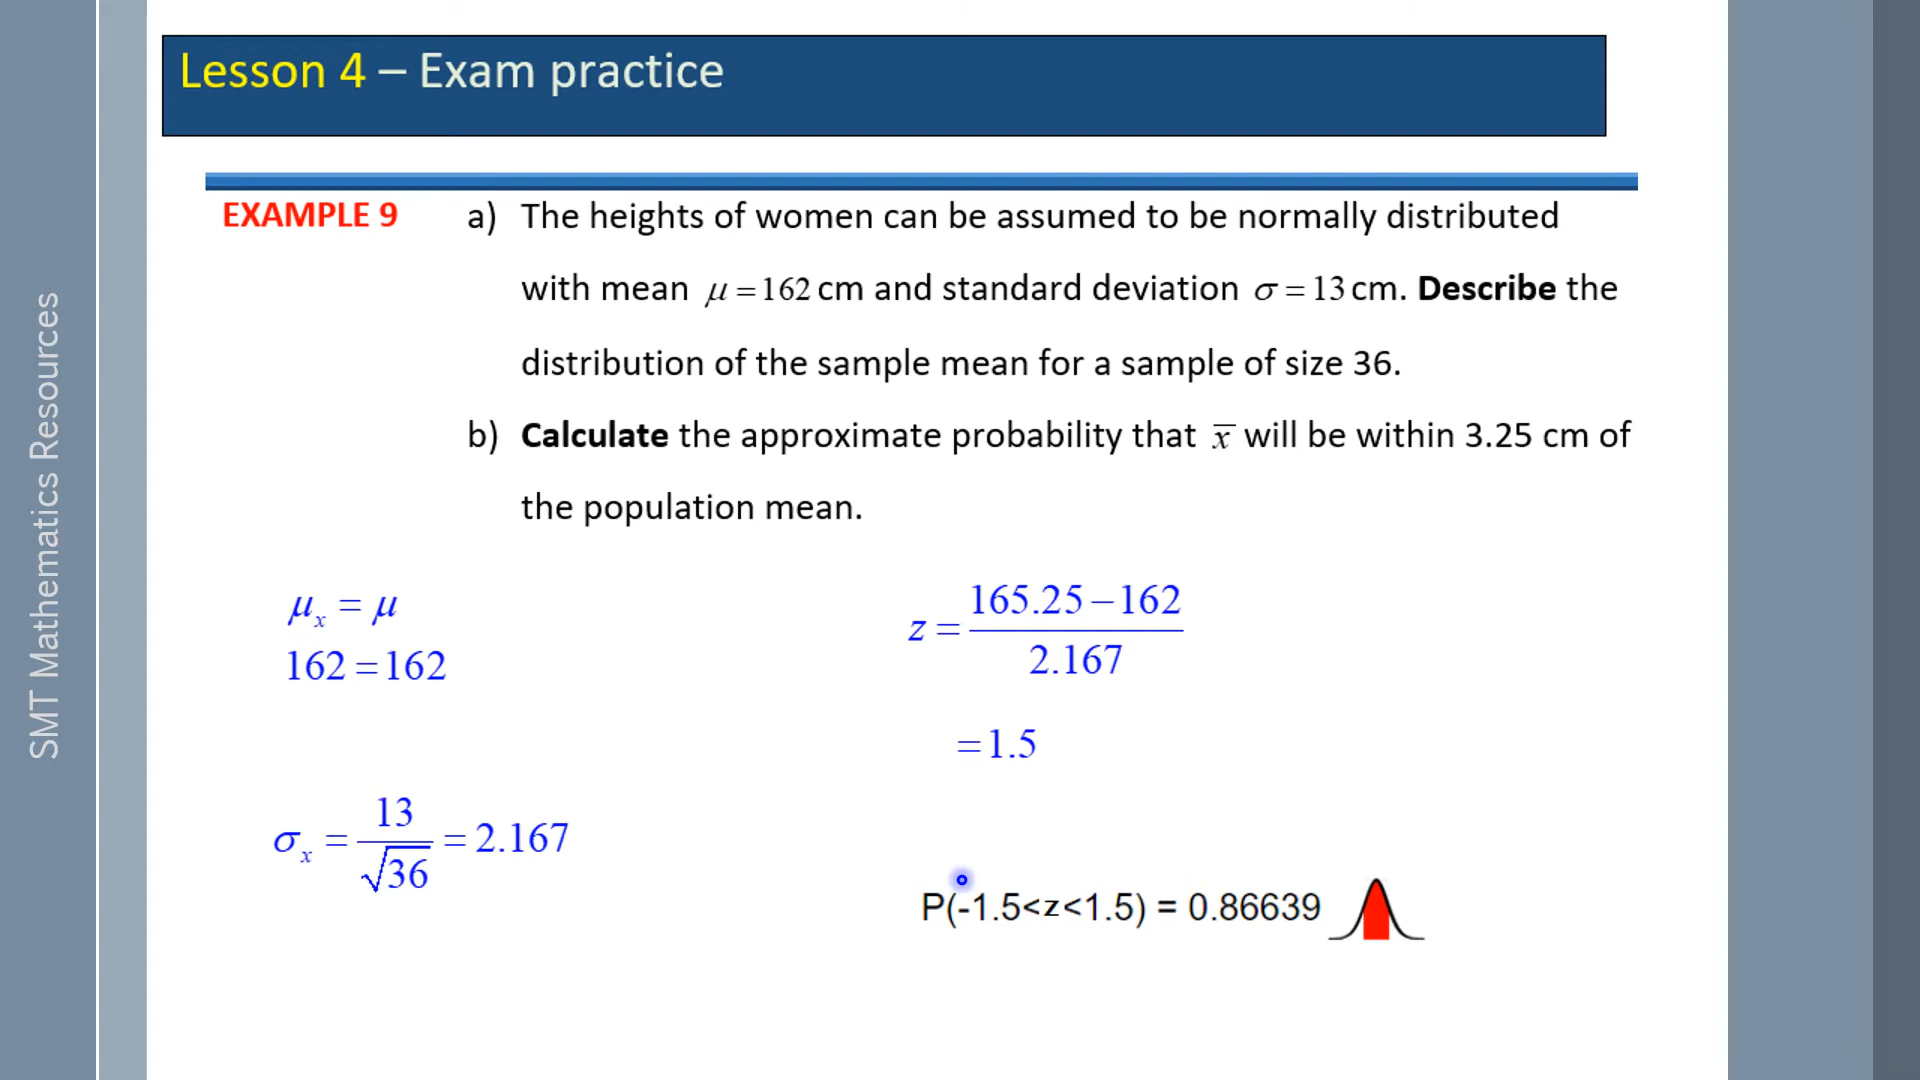 Lesson 4 – Exam practice
EXAMPLE 9 a) The heights of women can be assumed to be normally distributed
with mean μ = 162 cm and standard deviation σ = 13 cm. Describe the
distribution of the sample mean for a sample of size 36.
b) Calculate the approximate probability that x̄ will be within 3.25 cm of
the population mean.
μₓ = μ
162 = 162
σₓ = 13/√36 = 2.167
z = (165.25 – 162)/2.167
= 1.5
P(-1.5<z<1.5) = 0.86639
SMT Mathematics Resources